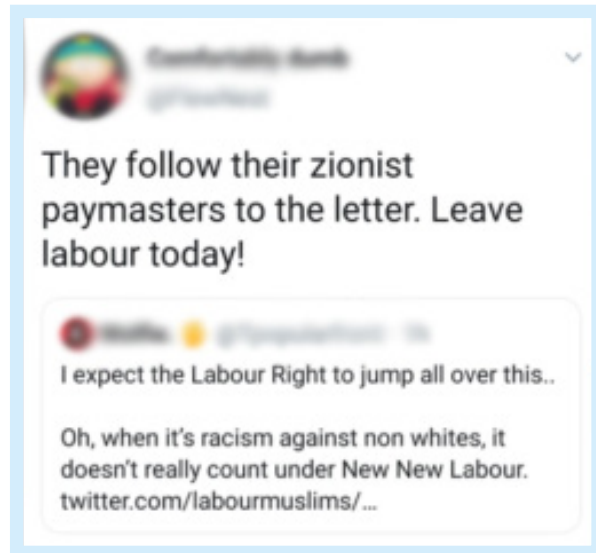 They follow their zionist
paymasters to the letter. Leave
labour today!
I expect the Labour Right to jump all over this..
Oh, when it's racism against non whites, it
doesn't really count under New New Labour.
twitter.com/labourmuslims/...